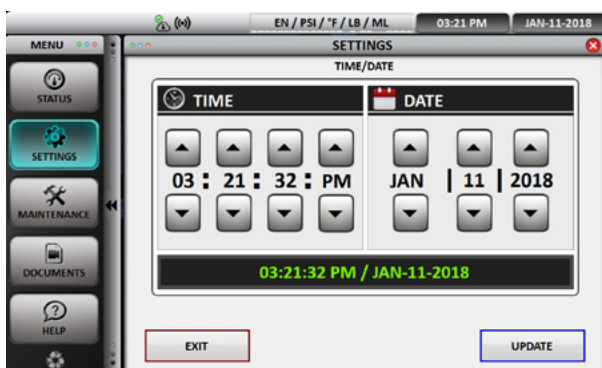 EN / PSI / °F / LB / ML
03:21 PM
JAN-11-2018
MENU
SETTINGS
TIME/DATE
STATUS
SETTINGS
MAINTENANCE
DOCUMENTS
HELP
TIME
DATE
03 : 21 : 32 : PM
JAN | 11 | 2018
03:21:32 PM / JAN-11-2018
EXIT
UPDATE